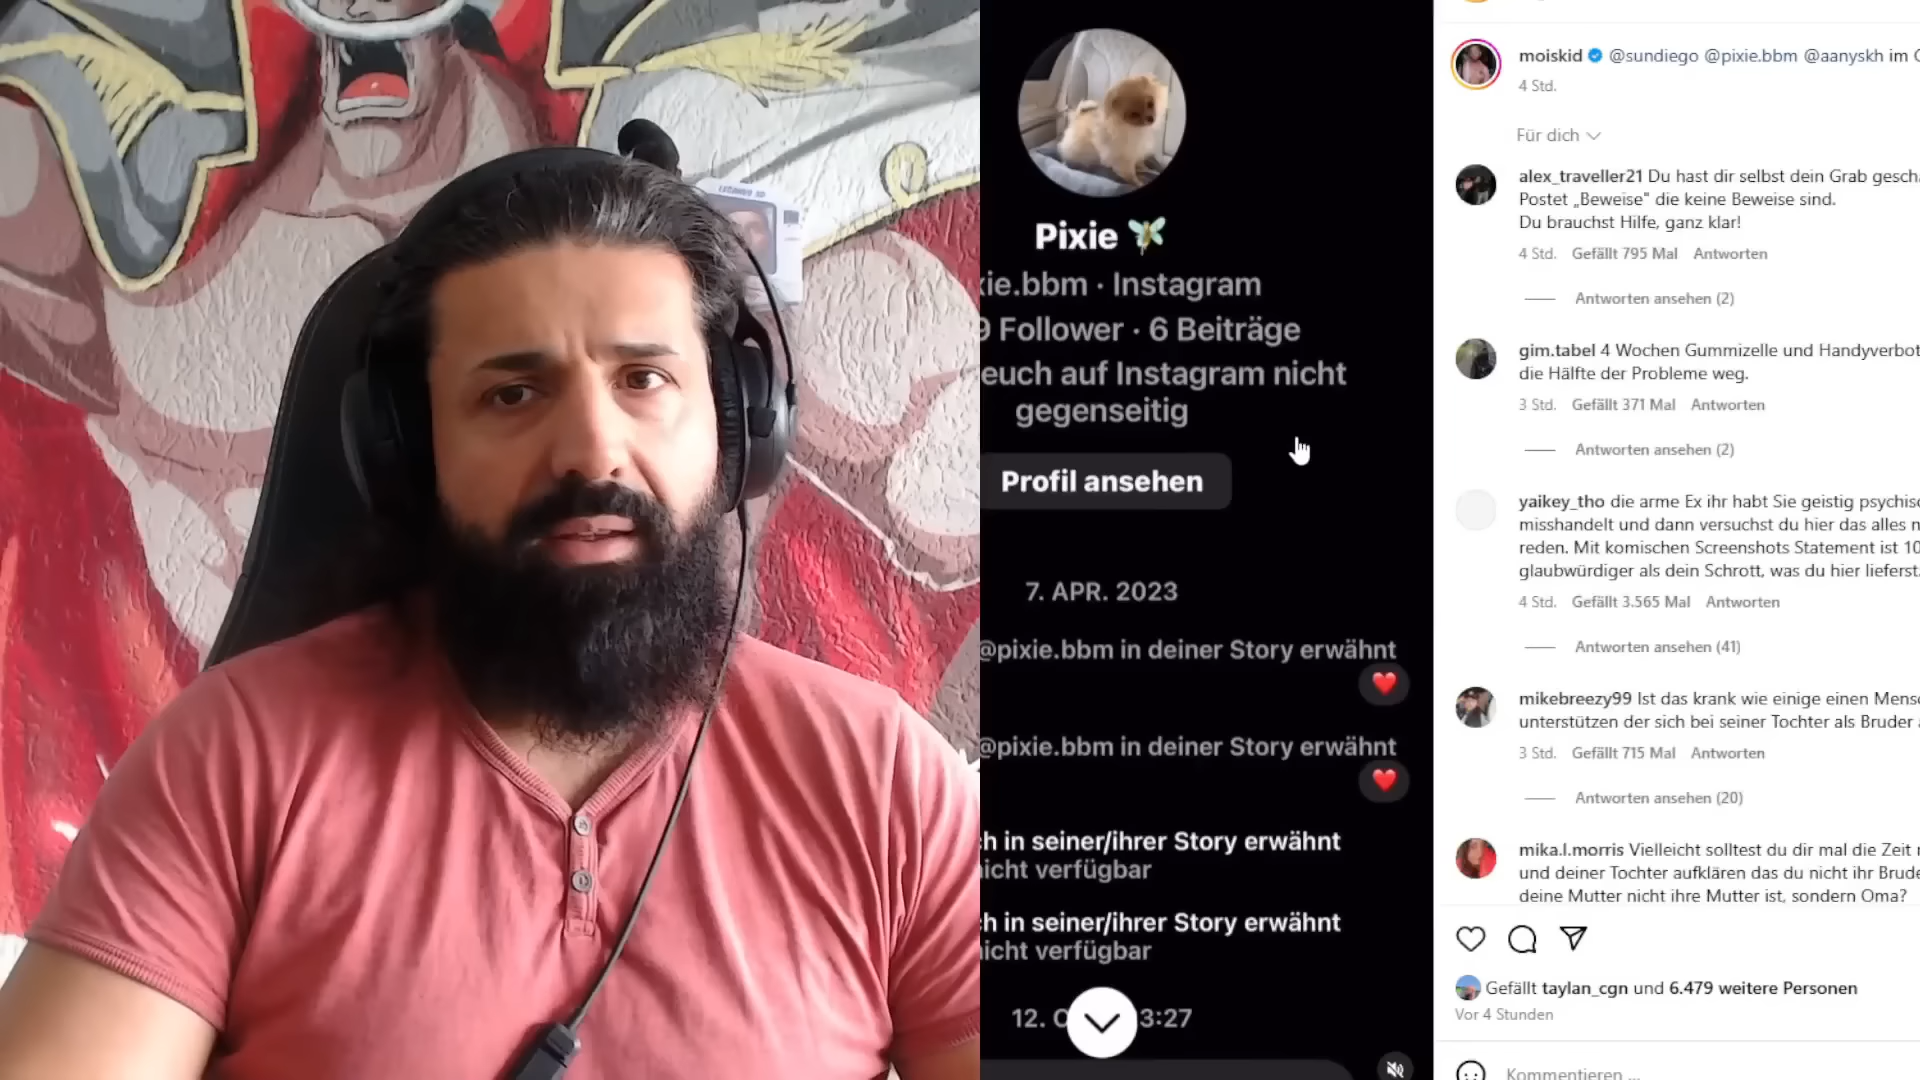 Pixie
xie.bbm · Instagram
9 Follower · 6 Beiträge
euch auf Instagram nicht
gegenseitig
Profil ansehen
7. APR. 2023
@pixie.bbm in deiner Story erwähnt
@pixie.bbm in deiner Story erwähnt
ch in seiner/ihrer Story erwähnt
nicht verfügbar
ch in seiner/ihrer Story erwähnt
nicht verfügbar
12. O 3:27
moiskid @sundiego @pixie.bbm @aanyskh im
4 Std.
Für dich
alex_traveller21 Du hast dir selbst dein Grab gescha
Postet „Beweise" die keine Beweise sind.
Du brauchst Hilfe, ganz klar!
4 Std. Gefällt 795 Mal Antworten
Antworten ansehen (2)
gim.tabel 4 Wochen Gummizelle und Handyverbot
die Hälfte der Probleme weg.
3 Std. Gefällt 371 Mal Antworten
Antworten ansehen (2)
yaikey_tho die arme Ex ihr habt Sie geistig psychisc
misshandelt und dann versuchst du hier das alles
reden. Mit komischen Screenshots Statement ist 10
glaubwürdiger als dein Schrott, was du hier lieferst.
4 Std. Gefällt 3.565 Mal Antworten
Antworten ansehen (41)
mikebreezy99 Ist das krank wie einige einen Mensc
unterstützen der sich bei seiner Tochter als Bruder
3 Std. Gefällt 715 Mal Antworten
Antworten ansehen (20)
mika.l.morris Vielleicht solltest du dir mal die Zeit
und deiner Tochter aufklären das du nicht ihr Brude
deine Mutter nicht ihre Mutter ist, sondern Oma?
Gefällt taylan_cgn und 6.479 weitere Personen
Vor 4 Stunden
Kommentieren ...